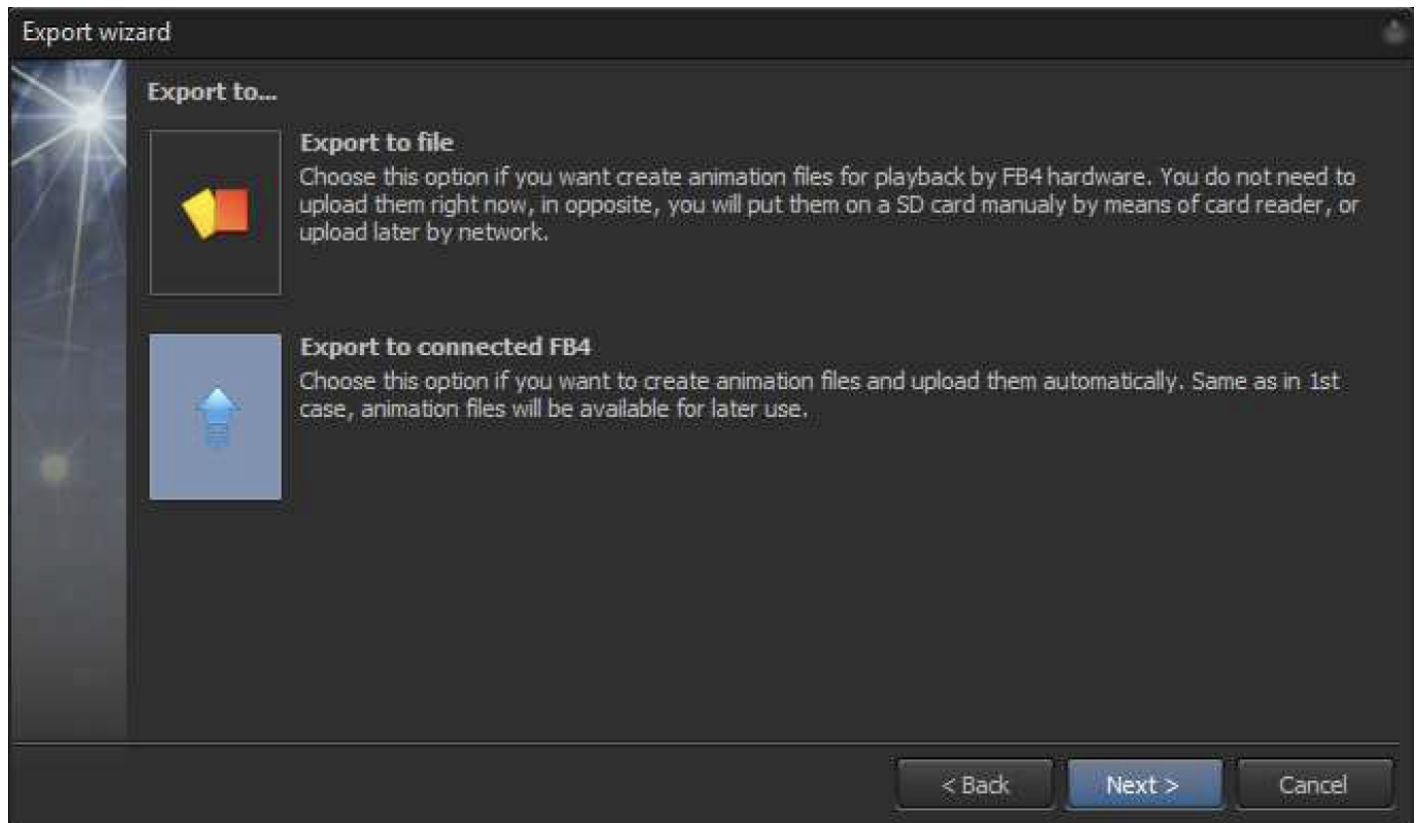 Export wizard
Export to...
Export to file
Choose this option if you want create animation files for playback by FB4 hardware. You do not need to
upload them right now, in opposite, you will put them on a SD card manualy by means of card reader, or
upload later by network.
Export to connected FB4
Choose this option if you want to create animation files and upload them automatically. Same as in 1st
case, animation files will be available for later use.
< Back
Next >
Cancel